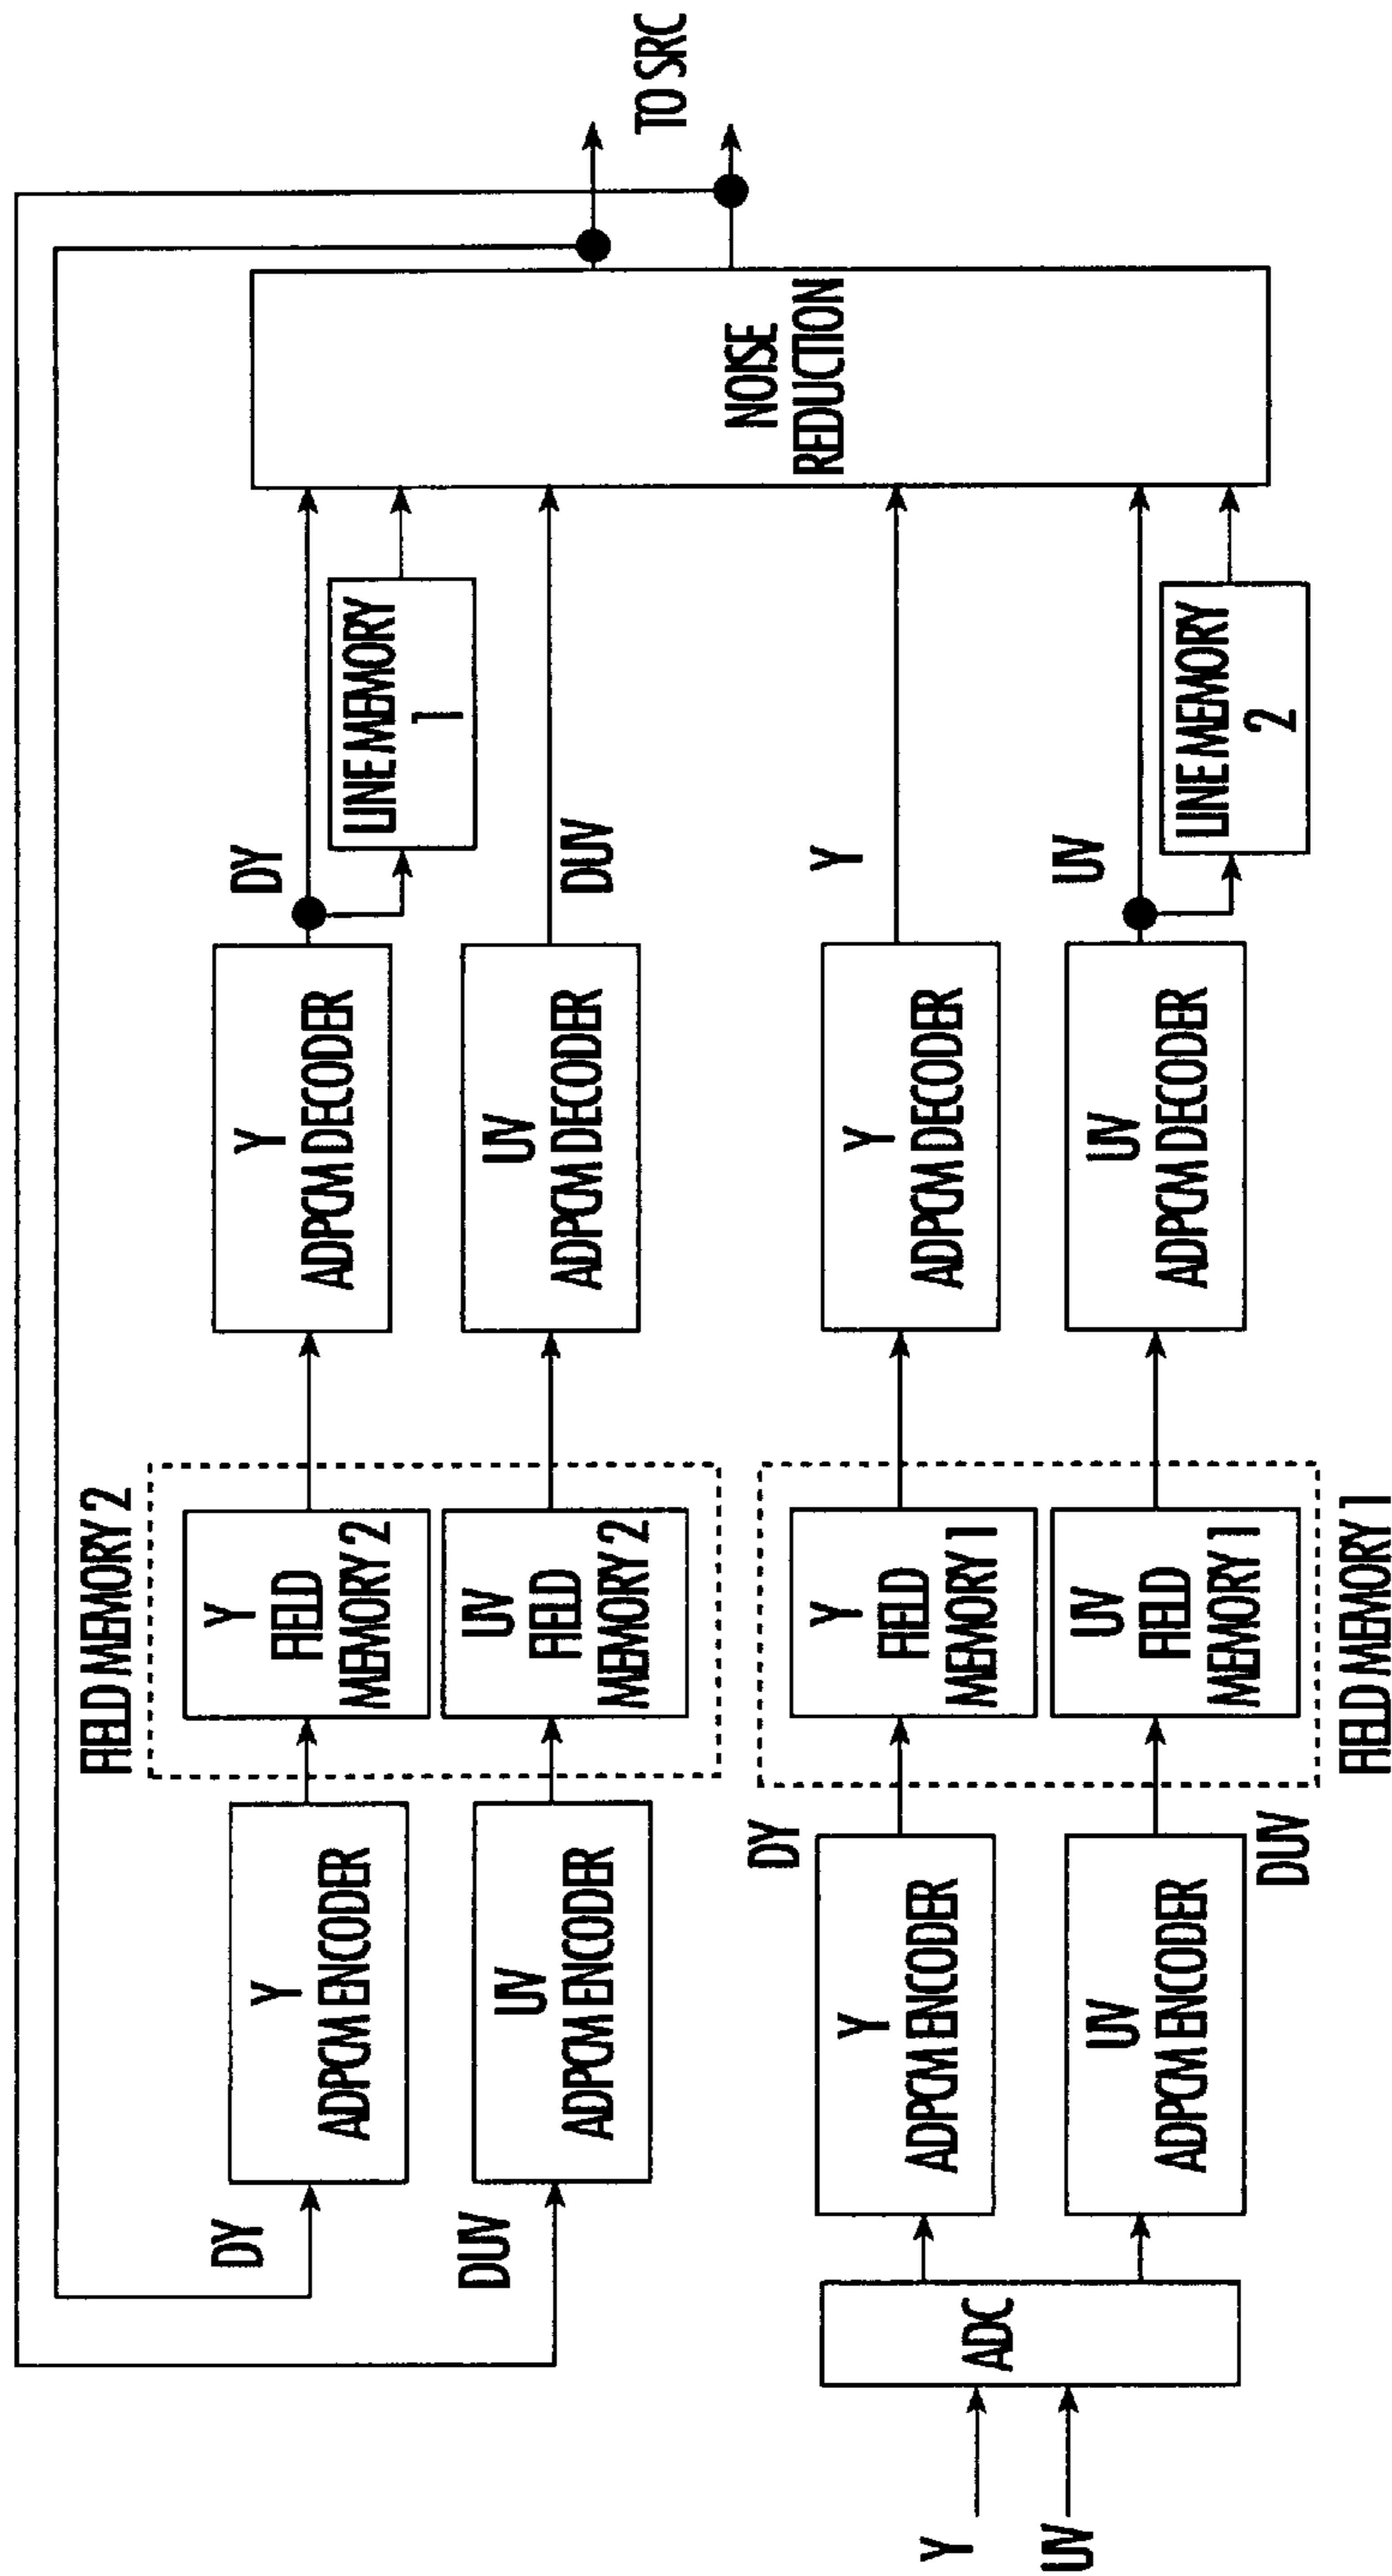 FIELD MEMORY 2
DY
Y
ADPCM ENCODER
Y
FIELD
MEMORY 2
Y
ADPCM DECODER
DY
LINE MEMORY
1
DUV
UV
ADPCM ENCODER
UV
FIELD
MEMORY 2
UV
ADPCM DECODER
DUV
NOISE
REDUCTION
TO SRC
Y
UV
ADC
Y
ADPCM ENCODER
DY
Y
FIELD
MEMORY 1
Y
ADPCM DECODER
Y
UV
ADPCM ENCODER
DUV
UV
FIELD
MEMORY 1
UV
ADPCM DECODER
UV
LINE MEMORY
2
FIELD MEMORY 1